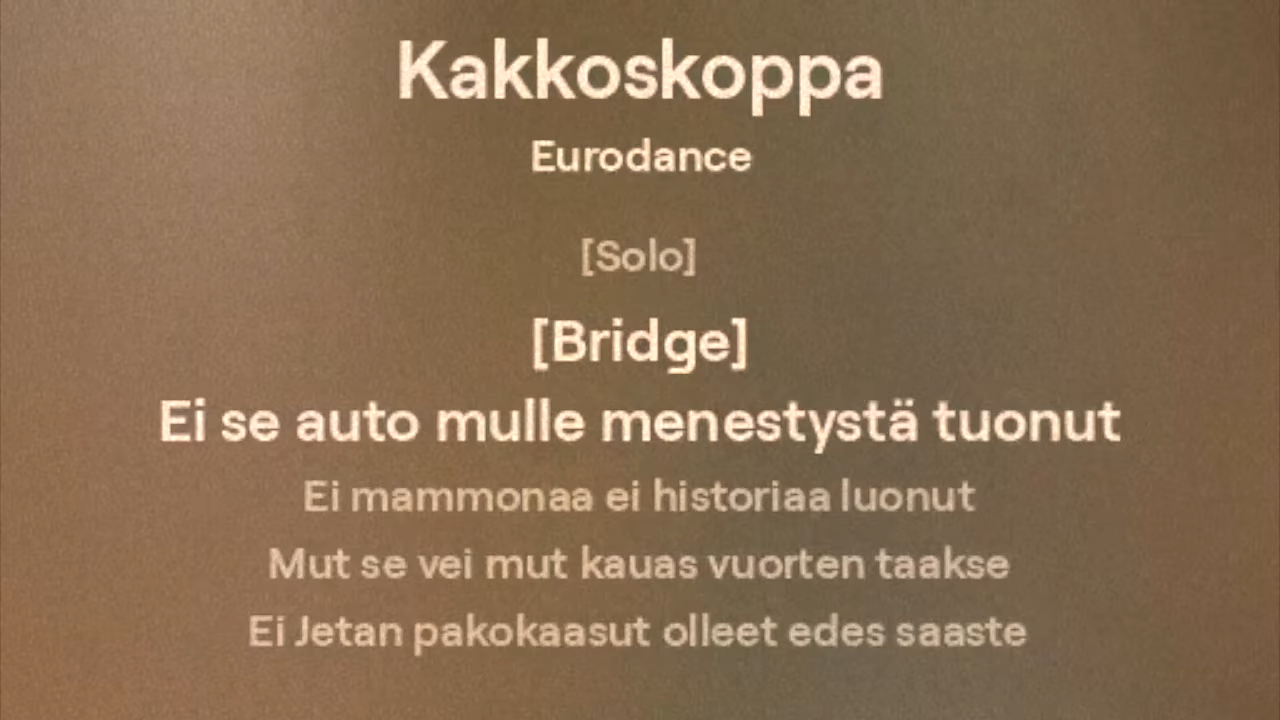 Kakkoskoppa
Eurodance
[Solo]
[Bridge]
Ei se auto mulle menestystä tuonut
Ei mammonaa ei historiaa luonut
Mut se vei mut kauas vuorten taakse
Ei Jetan pakokaasut olleet edes saaste